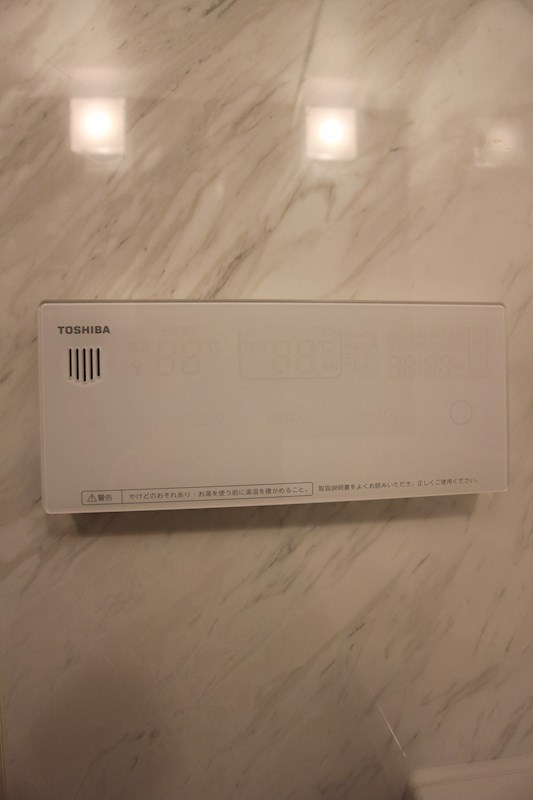 TOSHIBA
警告 やけどのおそれあり・お湯を使う前に湯温を確かめること。 取扱説明書をよくお読みいただき、正しくご使用ください。